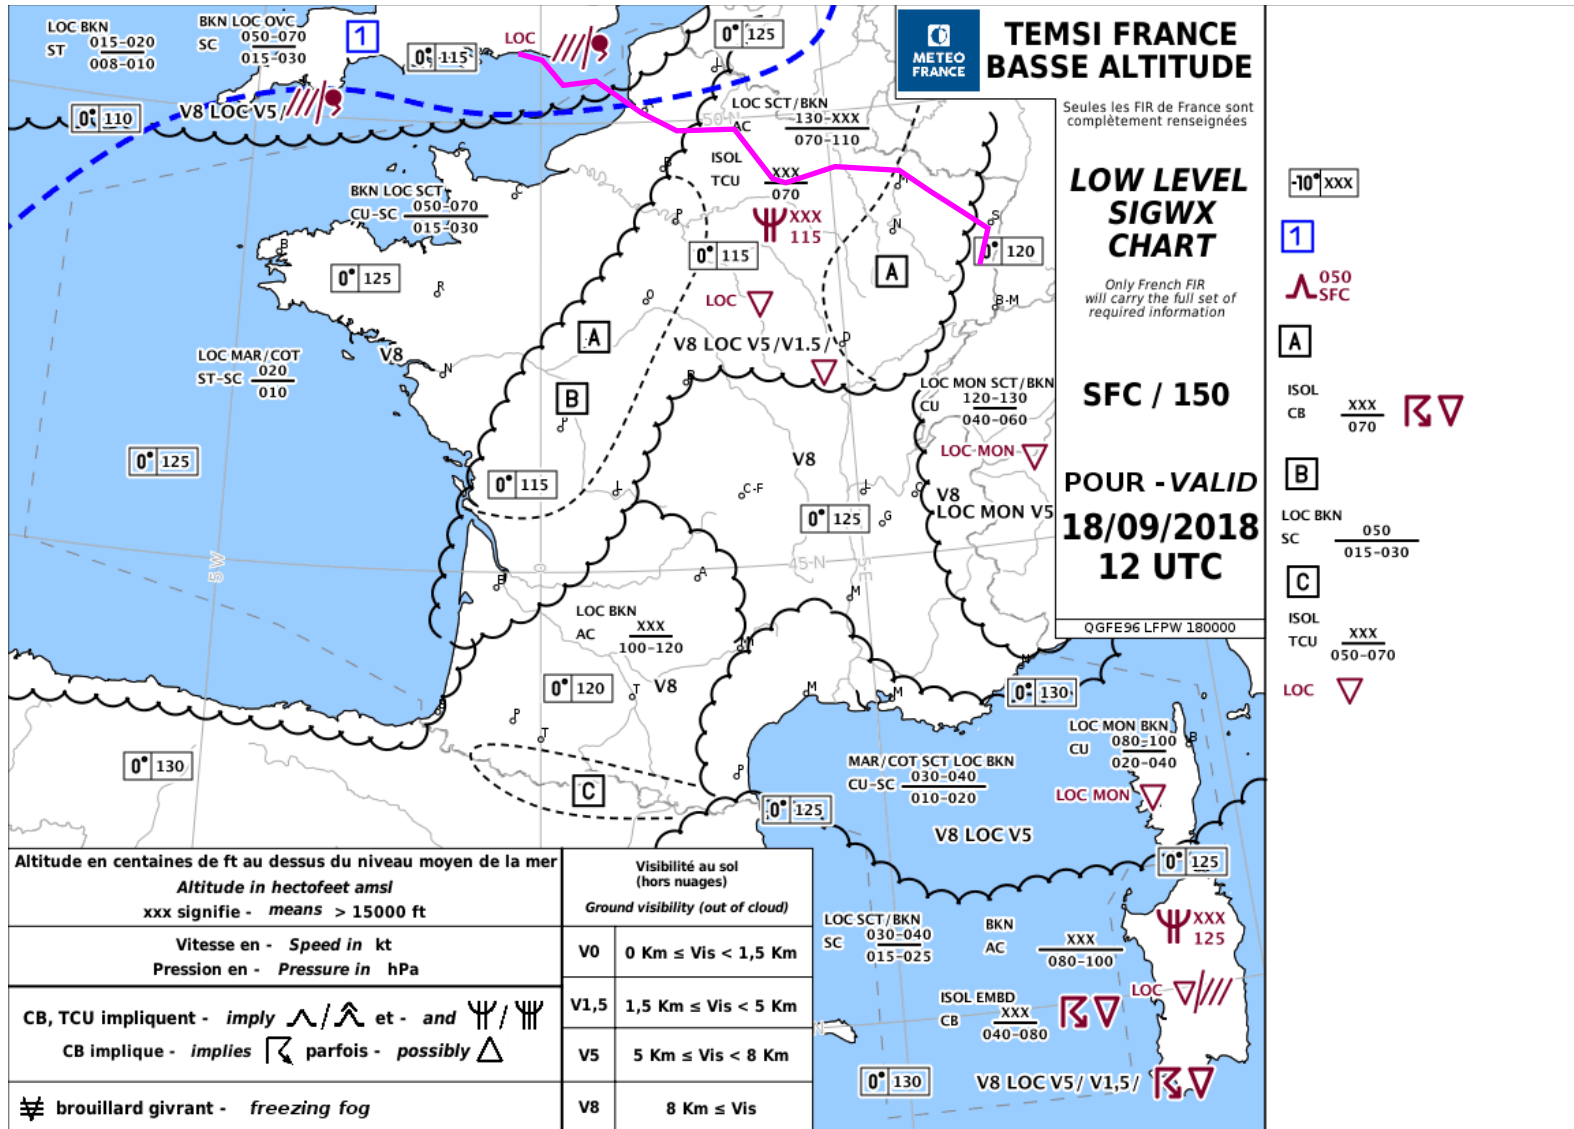 LOC BKN
ST 015-020
008-010
BKN LOC OVC
SC 050-070
015-030
1
0° 115
LOC
0° 125
METEO
FRANCE
TEMSI FRANCE
BASSE ALTITUDE
Seules les FIR de France sont
complètement renseignées
LOW LEVEL
SIGWX
CHART
Only French FIR
will carry the full set of
required information
SFC / 150
POUR - VALID
18/09/2018
12 UTC
QGFE96 LFPW 180000
0° 110
V8 LOC V5/
LOC SCT/BKN
AC 130-XXX
070-110
50 N
ISOL
TCU XXX
070
XXX
115
BKN LOC SCT
CU-SC 050-070
015-030
0° 125
0° 115
A
0° 120
LOC
V8 LOC V5/V1.5/
A
B
V8
LOC MAR/COT
ST-SC 020
010
LOC MON SCT/BKN
CU 120-130
040-060
LOC MON
V8
LOC MON V5
0° 125
0° 115
V8
0° 125
5 W
0
45 N
5 E
LOC BKN
AC XXX
100-120
0° 120
V8
0° 130
0° 130
C
0° 125
MAR/COT SCT LOC BKN
CU-SC 030-040
010-020
V8 LOC V5
LOC MON BKN
CU 080-100
020-040
LOC MON
0° 125
XXX
125
LOC
LOC SCT/BKN
SC 030-040
015-025
BKN
AC XXX
080-100
ISOL EMBD
CB XXX
040-080
0° 130
V8 LOC V5/ V1,5/
C
C
B
R
N
R
P
O
P
L
L
M
S
N
B-M
D
B
C-F
L
C
G
B
A
M
M
N
M
M
T
P
T
B
P
B
Altitude en centaines de ft au dessus du niveau moyen de la mer
Altitude in hectofeet amsl
xxx signifie - means > 15000 ft
Vitesse en - Speed in kt
Pression en - Pressure in hPa
CB, TCU impliquent - imply / et - and /
CB implique - implies parfois - possibly
brouillard givrant - freezing fog
Visibilité au sol
(hors nuages)
Ground visibility (out of cloud)
V0 0 Km ≤ Vis < 1,5 Km
V1,5 1,5 Km ≤ Vis < 5 Km
V5 5 Km ≤ Vis < 8 Km
V8 8 Km ≤ Vis
-10° XXX
1
050
SFC
A
ISOL
CB XXX
070
B
LOC BKN
SC 050
015-030
C
ISOL
TCU XXX
050-070
LOC